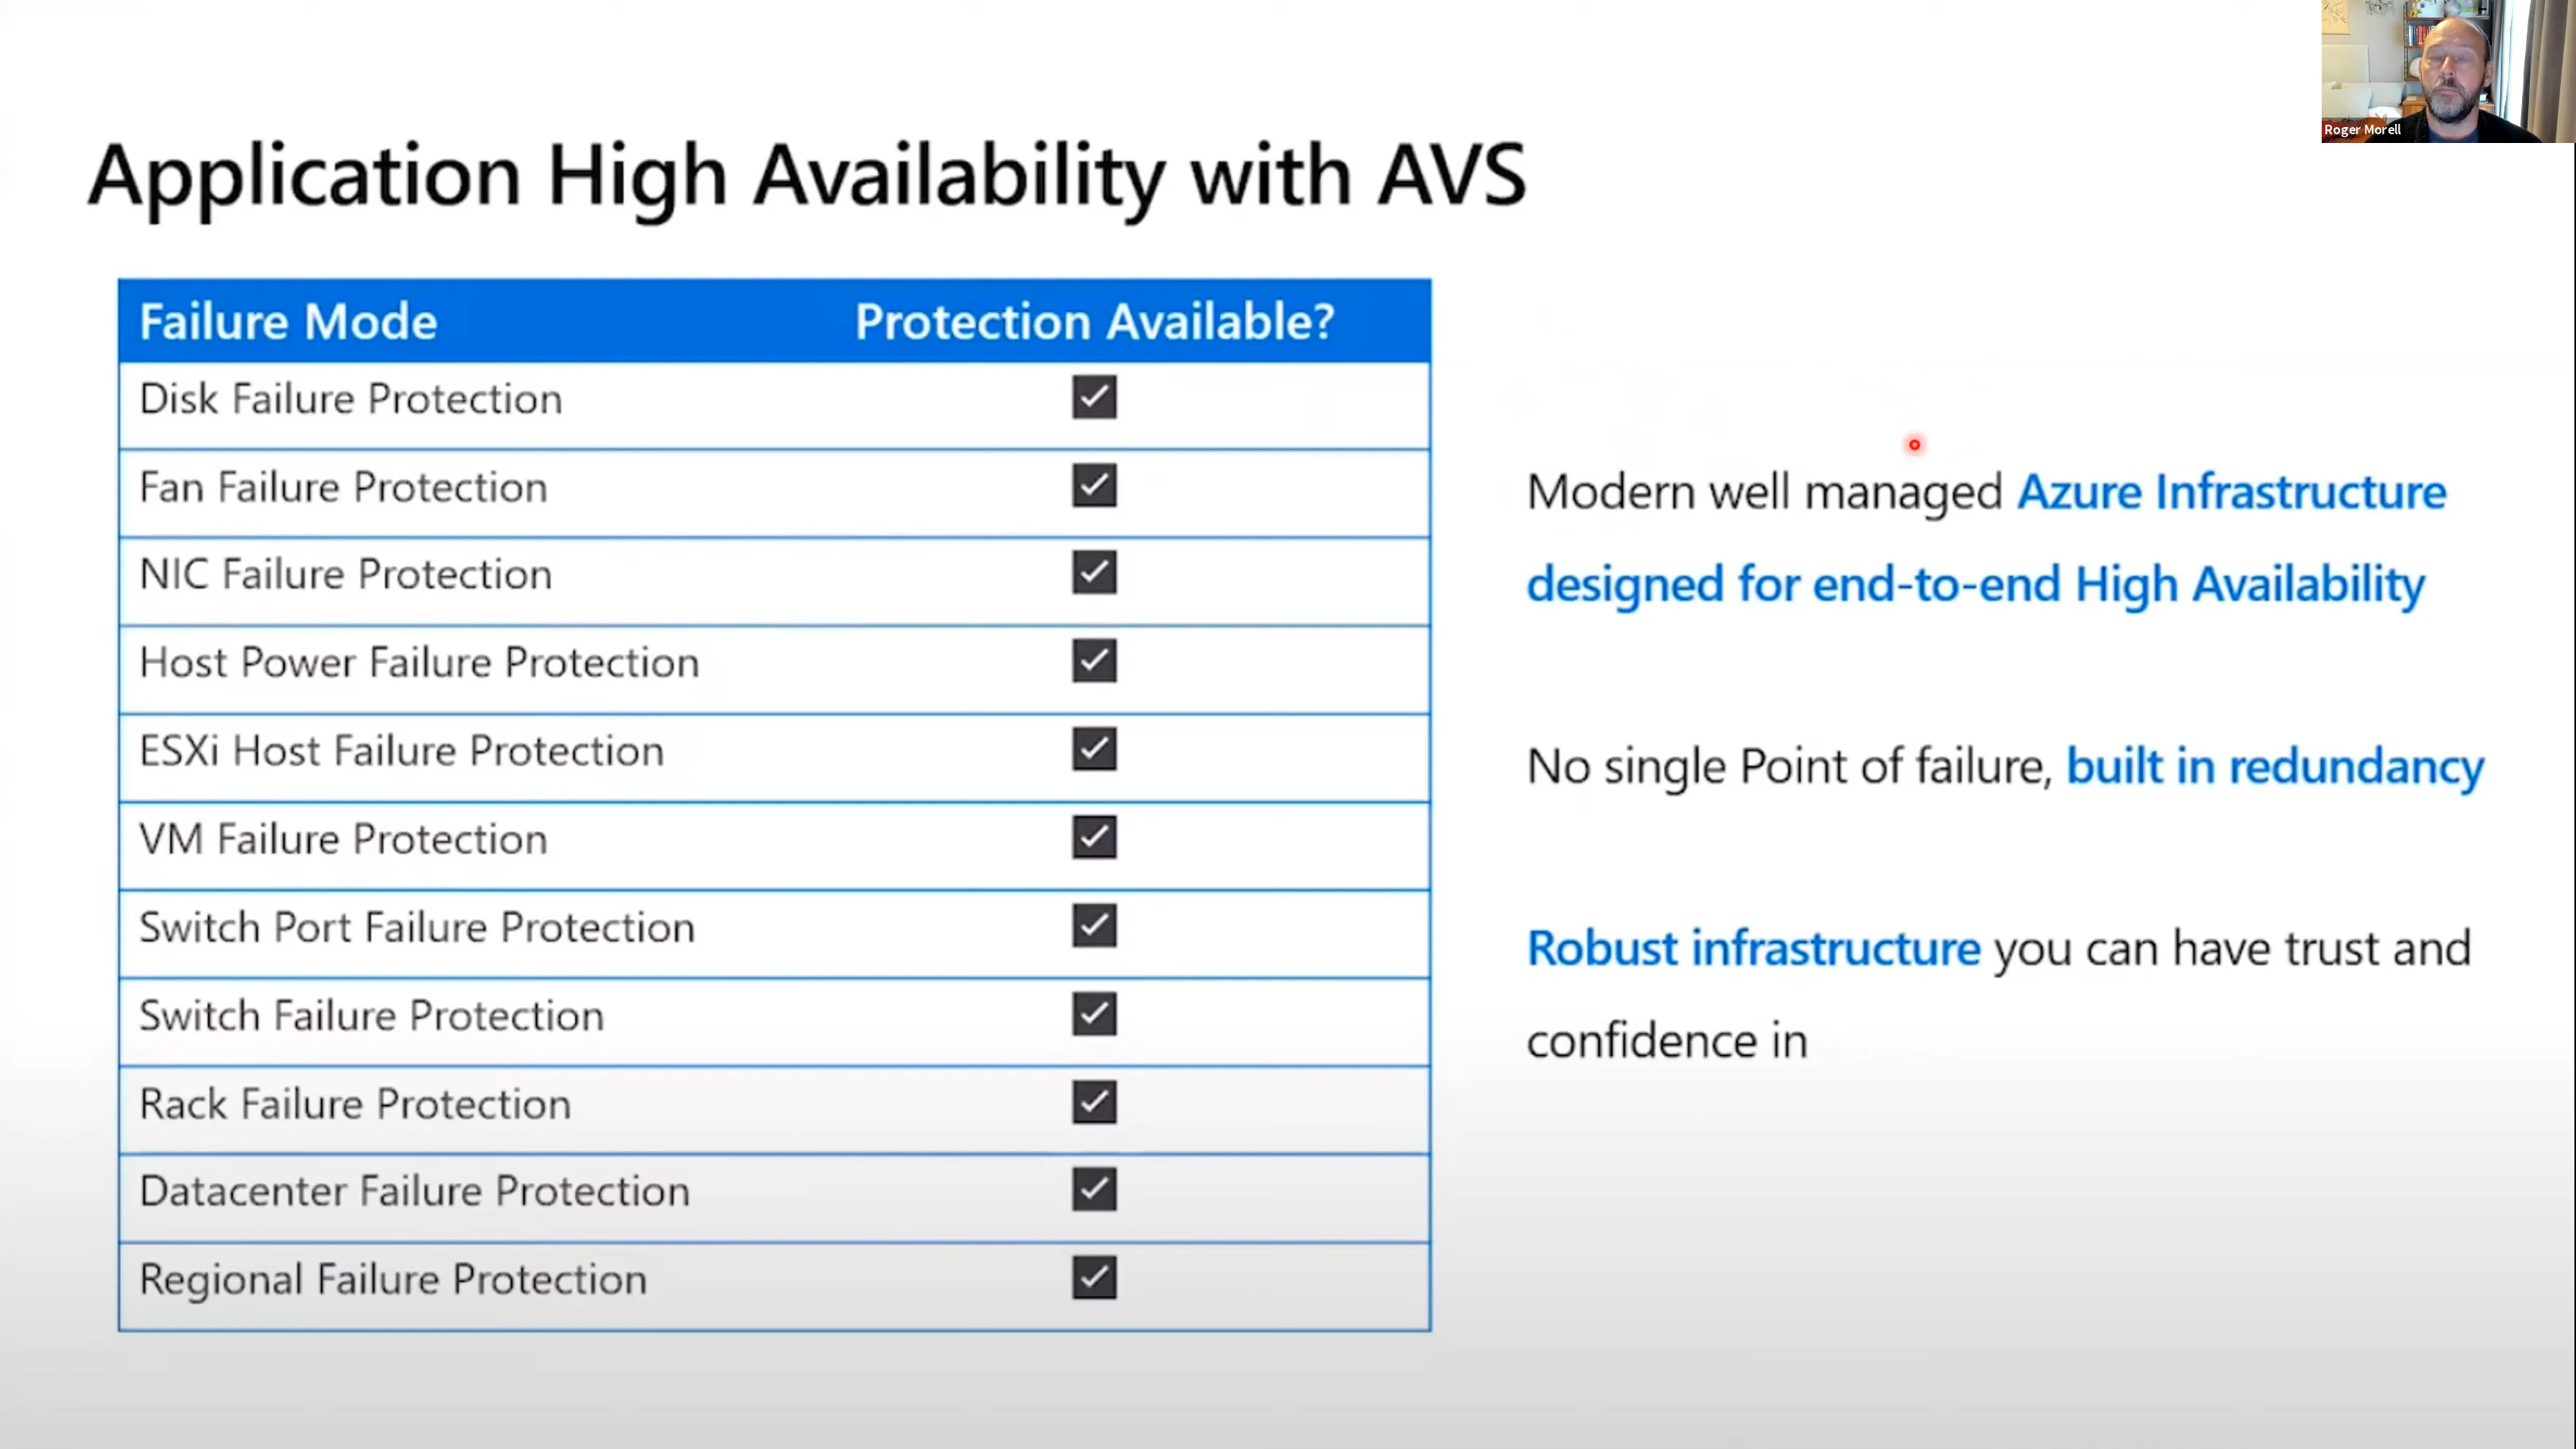 Roger Morell
Application High Availability with AVS
Failure Mode Protection Available?
Disk Failure Protection
Fan Failure Protection
NIC Failure Protection
Host Power Failure Protection
ESXi Host Failure Protection
VM Failure Protection
Switch Port Failure Protection
Switch Failure Protection
Rack Failure Protection
Datacenter Failure Protection
Regional Failure Protection
Modern well managed Azure Infrastructure
designed for end-to-end High Availability
No single Point of failure, built in redundancy
Robust infrastructure you can have trust and
confidence in